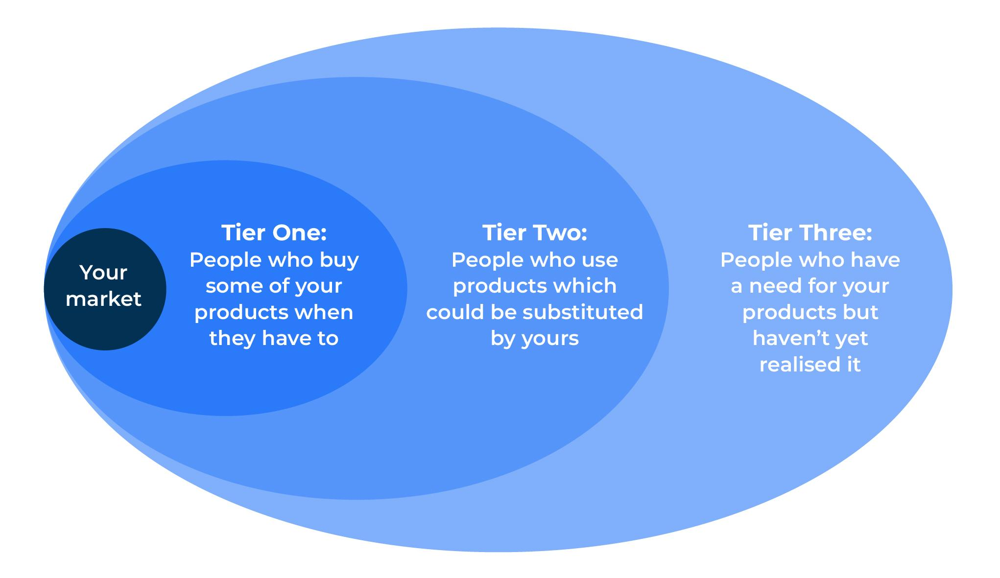 Your
market
Tier One:
People who buy
some of your
products when
they have to
Tier Two:
People who use
products which
could be substituted
by yours
Tier Three:
People who have
a need for your
products but
haven’t yet
realised it